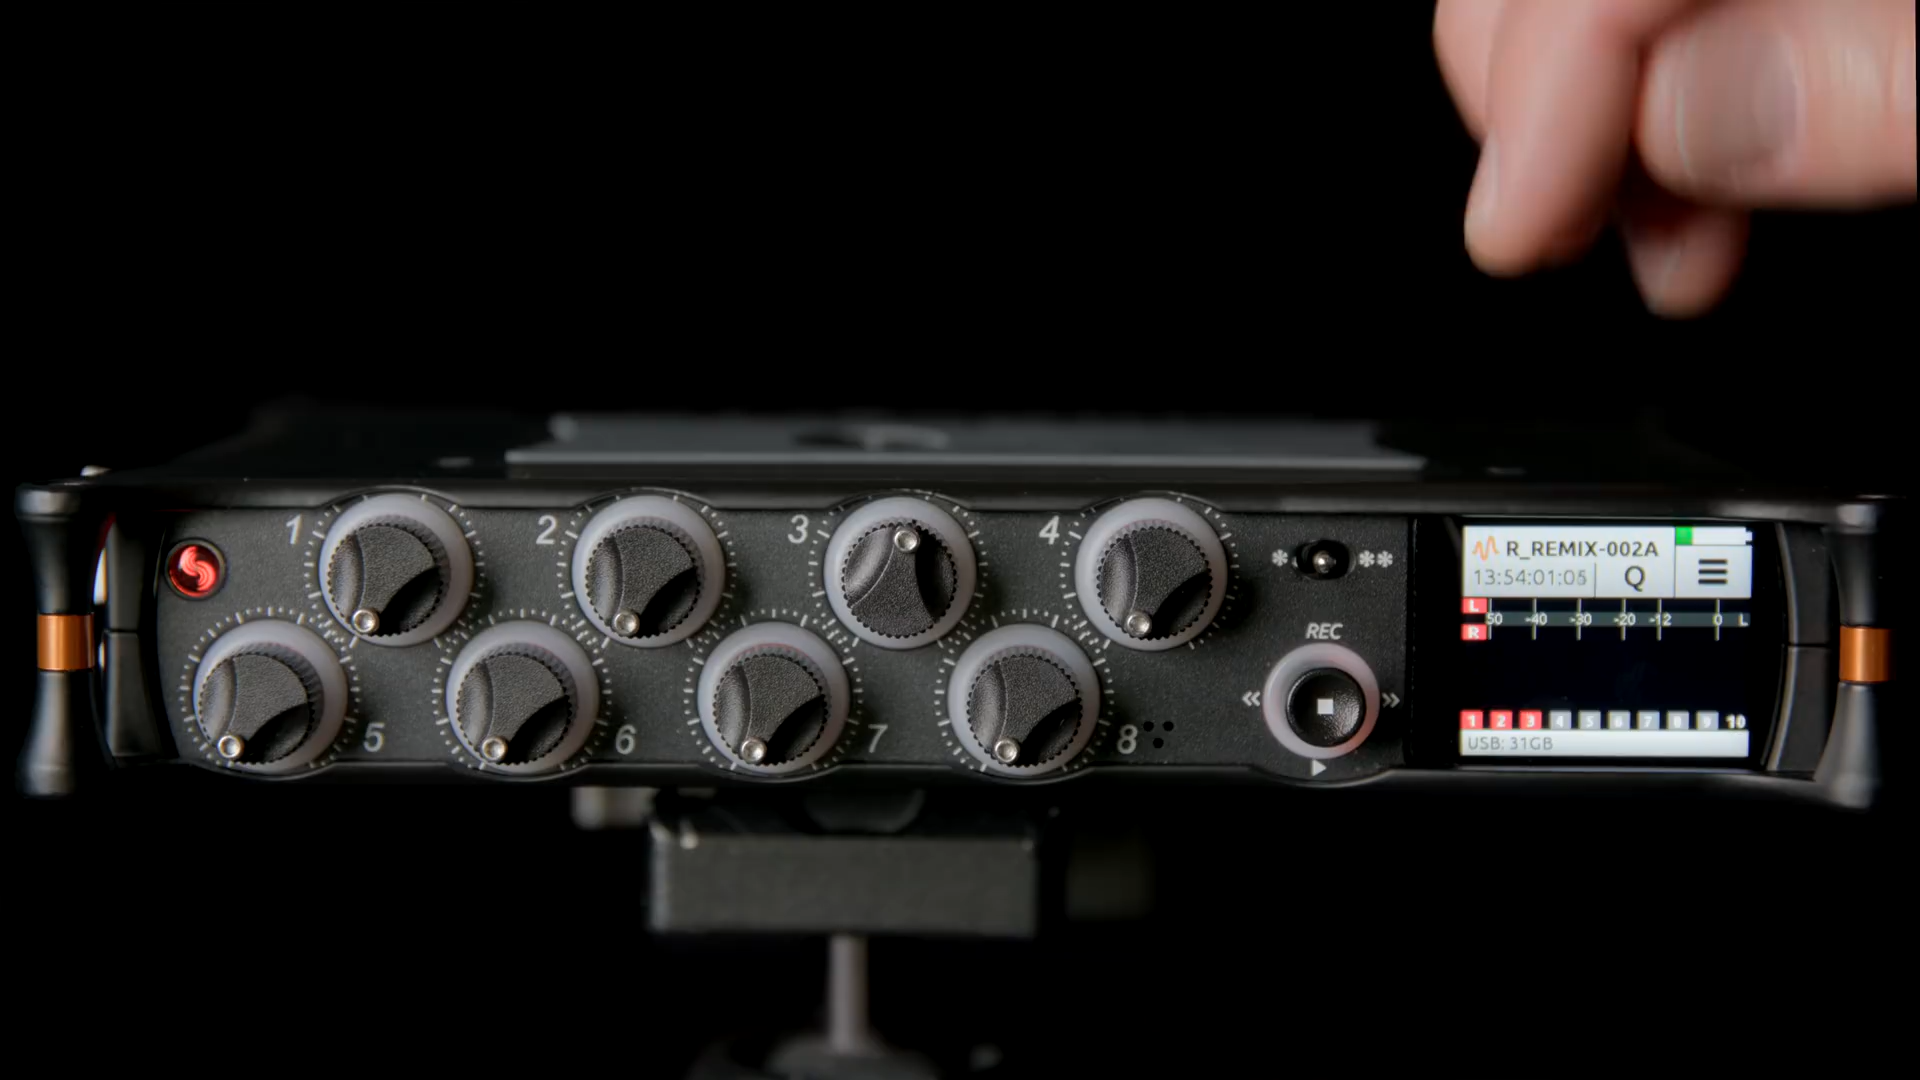 1 2 3 4
5 6 7 8
* **
REC
R_REMIX-002A
13:54:01:05 Q
L
R
50 -40 -30 -20 -12 0 L
1 2 3 4 5 6 7 8 9 10
USB: 31GB